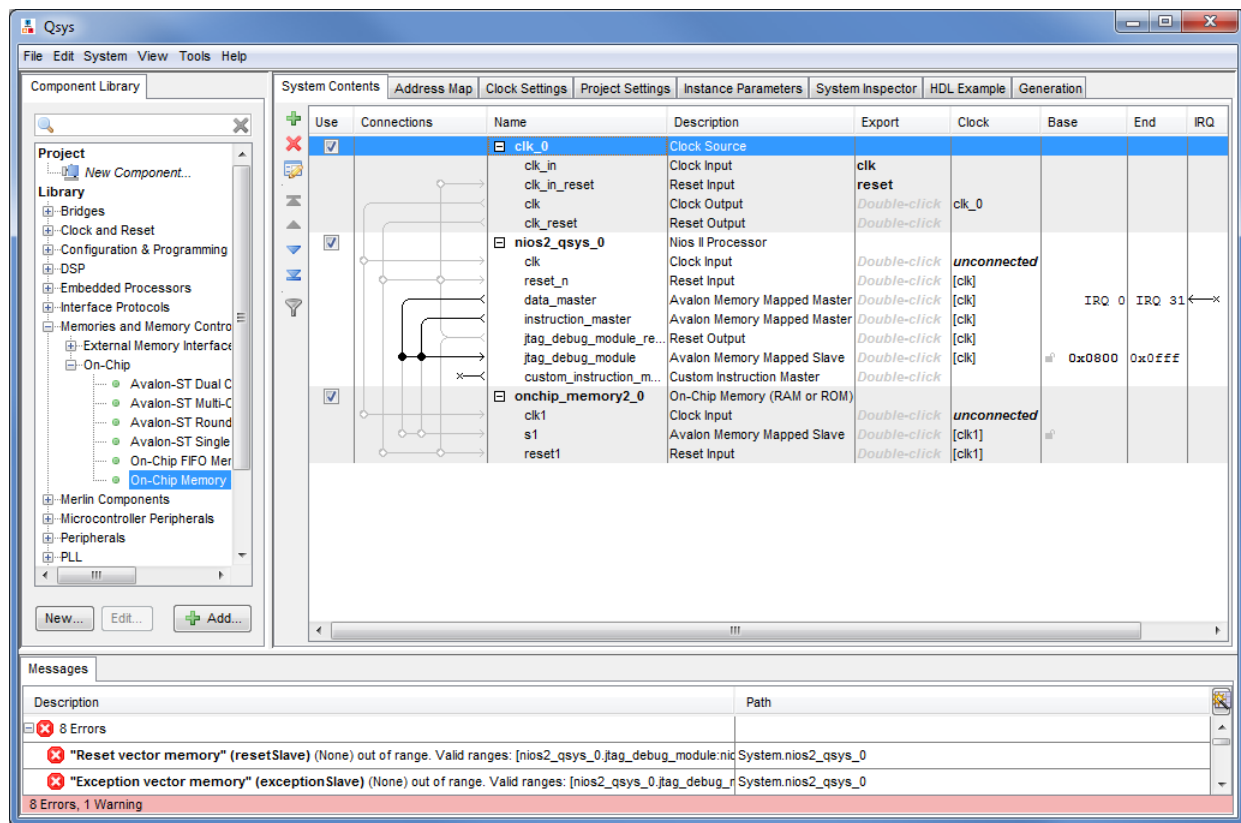 Qsys
File Edit System View Tools Help
Component Library
System Contents Address Map Clock Settings Project Settings Instance Parameters System Inspector HDL Example Generation
Project
New Component...
Library
Bridges
Clock and Reset
Configuration & Programming
DSP
Embedded Processors
Interface Protocols
Memories and Memory Contro
External Memory Interface
On-Chip
Avalon-ST Dual C
Avalon-ST Multi-C
Avalon-ST Round
Avalon-ST Single
On-Chip FIFO Mer
On-Chip Memory
Merlin Components
Microcontroller Peripherals
Peripherals
PLL
New... Edit... Add...
Use Connections Name Description Export Clock Base End IRQ
clk_0 Clock Source
clk_in Clock Input clk
clk_in_reset Reset Input reset
clk Clock Output Double-click clk_0
clk_reset Reset Output Double-click
nios2_qsys_0 Nios II Processor
clk Clock Input Double-click unconnected
reset_n Reset Input Double-click [clk]
data_master Avalon Memory Mapped Master Double-click [clk] IRQ 0 IRQ 31
instruction_master Avalon Memory Mapped Master Double-click [clk]
jtag_debug_module_re... Reset Output Double-click [clk]
jtag_debug_module Avalon Memory Mapped Slave Double-click [clk] 0x0800 0x0fff
custom_instruction_m... Custom Instruction Master Double-click
onchip_memory2_0 On-Chip Memory (RAM or ROM)
clk1 Clock Input Double-click unconnected
s1 Avalon Memory Mapped Slave Double-click [clk1]
reset1 Reset Input Double-click [clk1]
Messages
Description Path
8 Errors
"Reset vector memory" (resetSlave) (None) out of range. Valid ranges: [nios2_qsys_0.jtag_debug_module:nic System.nios2_qsys_0
"Exception vector memory" (exceptionSlave) (None) out of range. Valid ranges: [nios2_qsys_0.jtag_debug_r System.nios2_qsys_0
8 Errors, 1 Warning